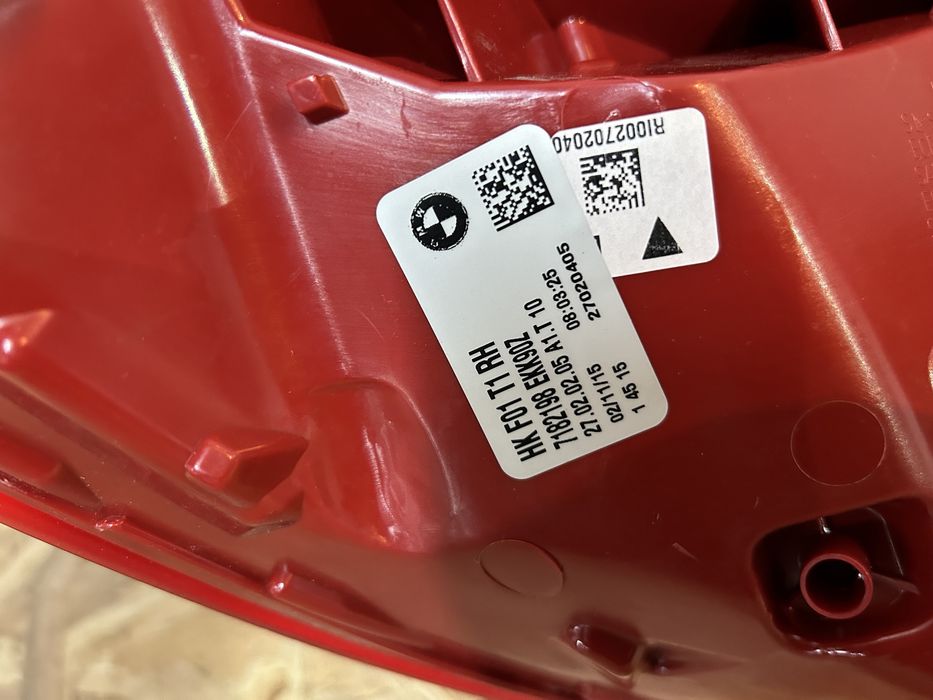 HK F01 T1 RH
7182198 EKK90Z
27.02.02.05 A1.T 10
02/11/15 08:03:25
1 45 15 27020405
RI002702040